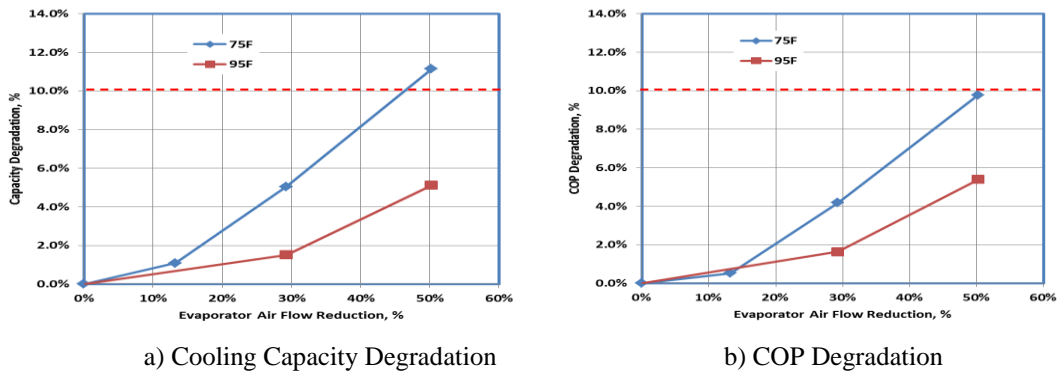 14.0%
12.0%
10.0%
8.0%
6.0%
4.0%
2.0%
0.0%
Capacity Degradation, %
75F
95F
0% 10% 20% 30% 40% 50% 60%
Evaporator Air Flow Reduction, %
a) Cooling Capacity Degradation
14.0%
12.0%
10.0%
8.0%
6.0%
4.0%
2.0%
0.0%
COP Degradation, %
75F
95F
0% 10% 20% 30% 40% 50% 60%
Evaporator Air Flow Reduction, %
b) COP Degradation